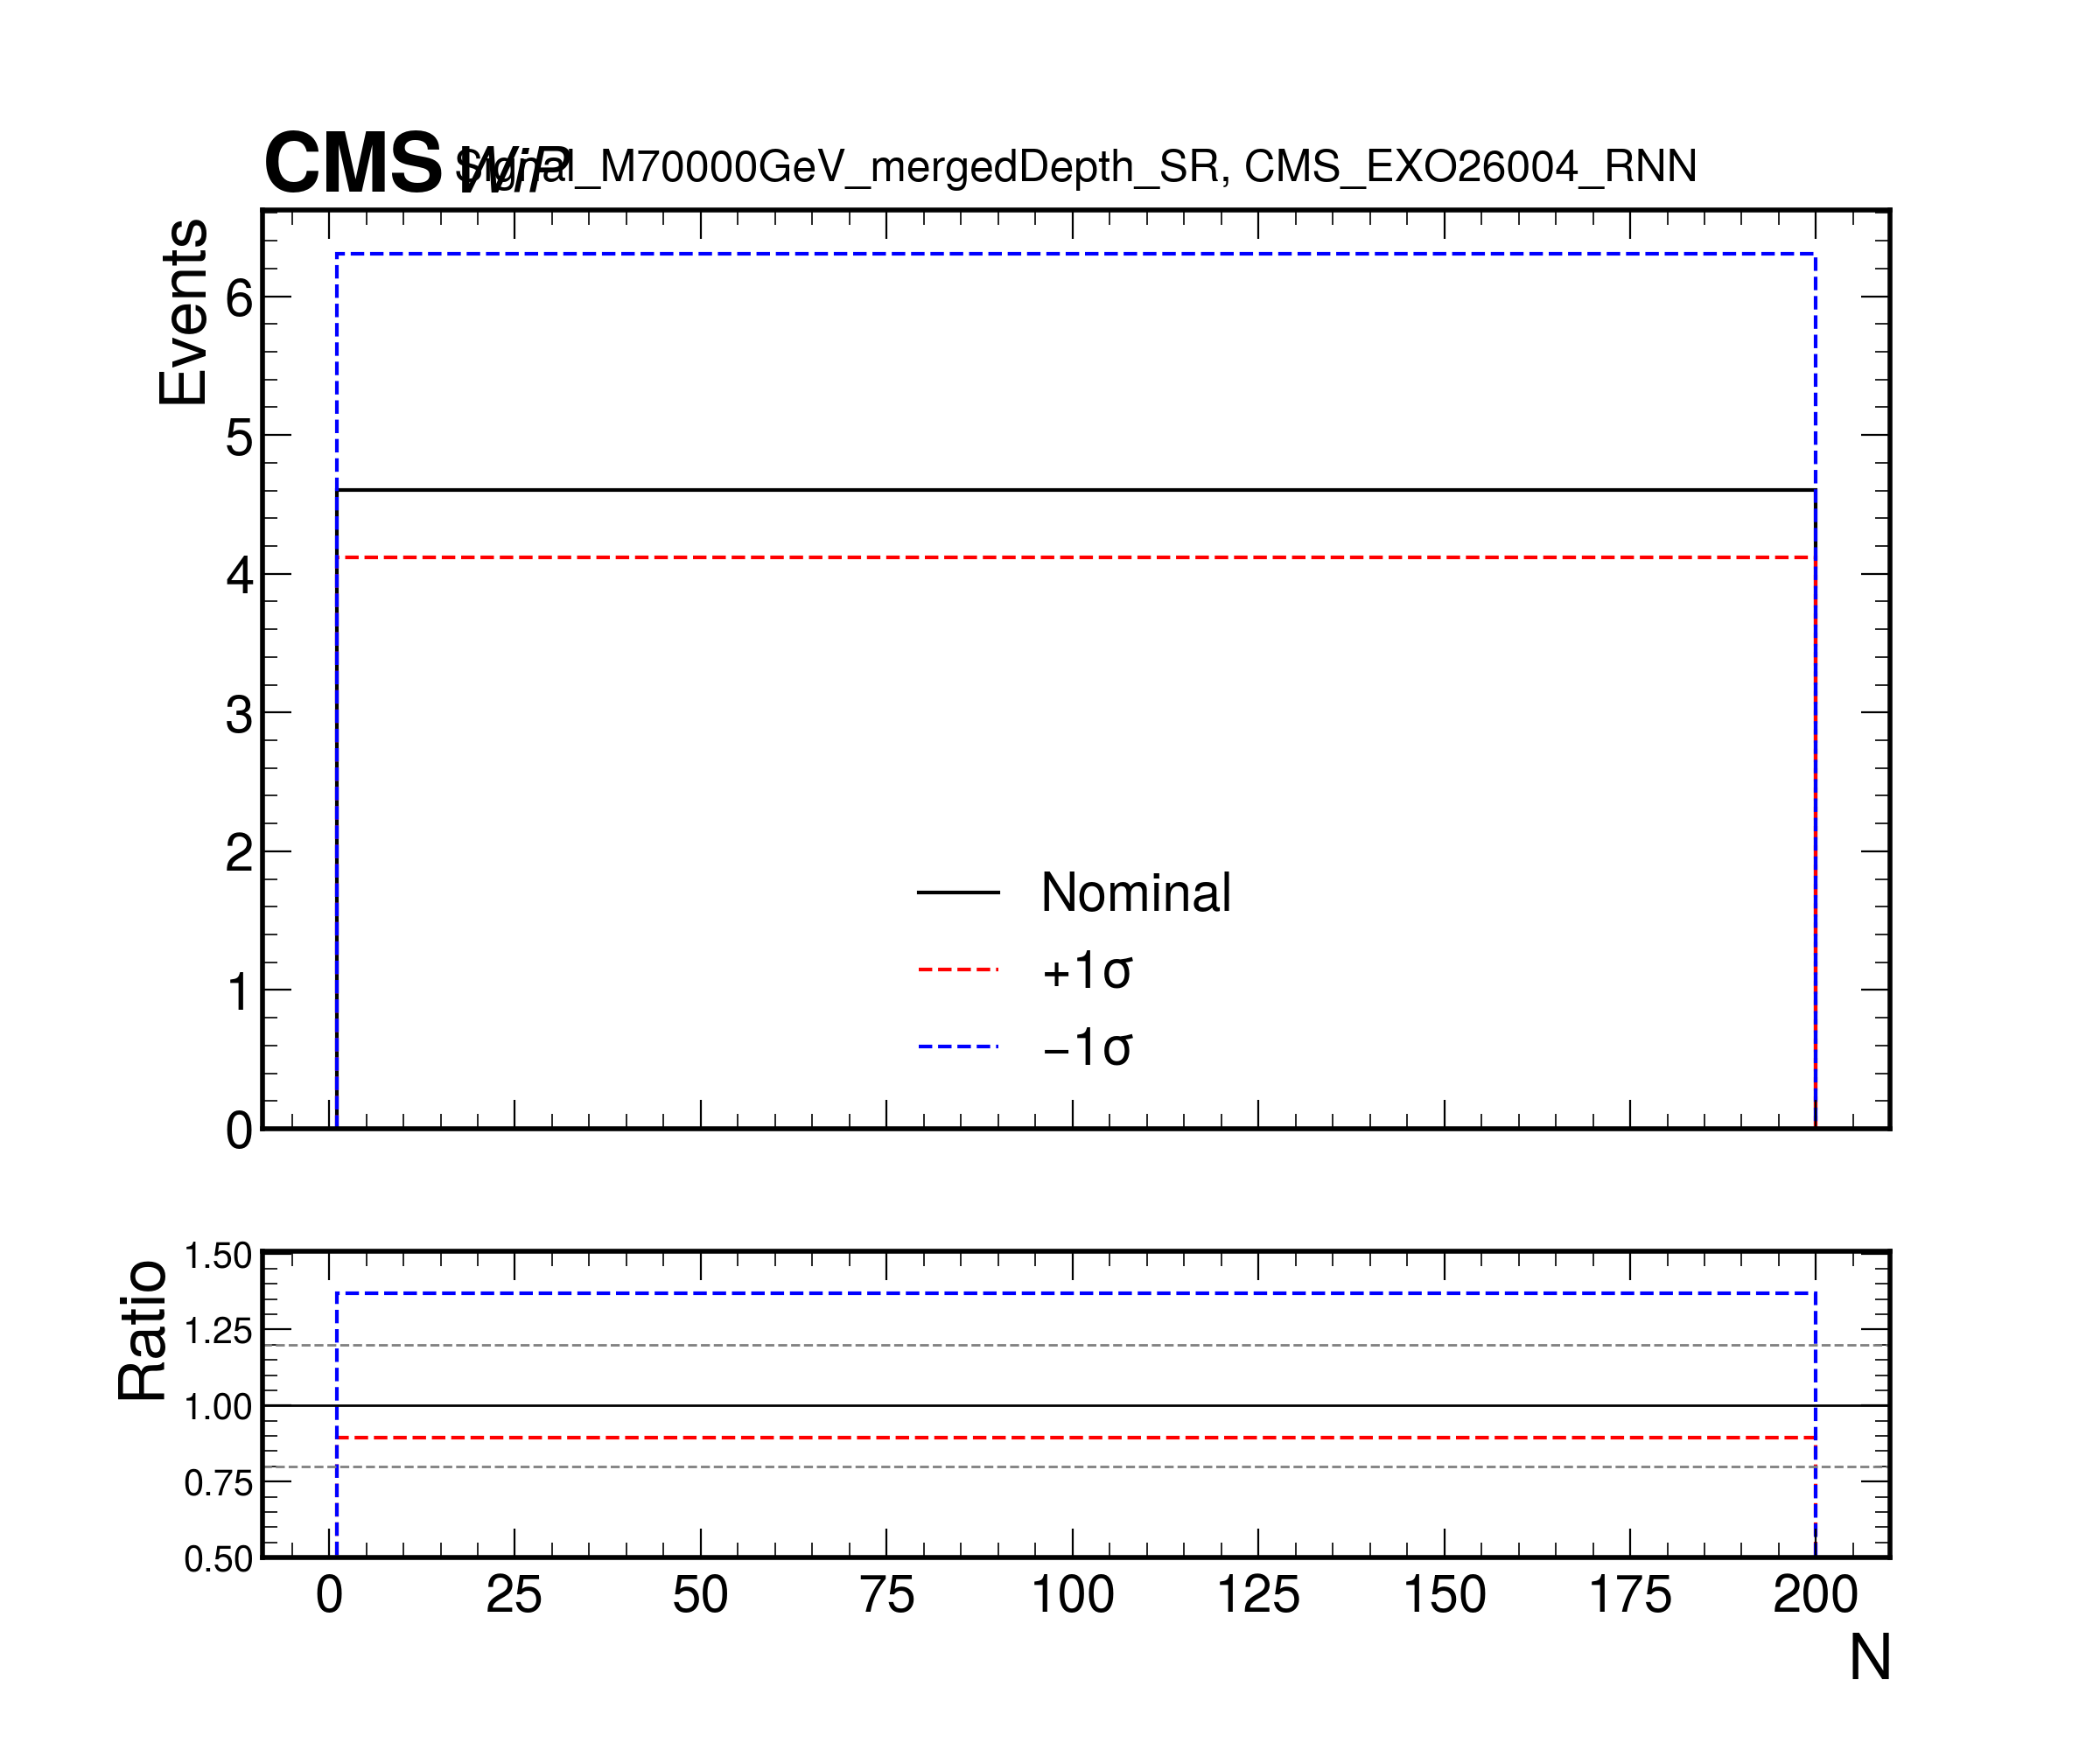 CMS WiP Signal_M70000GeV_mergedDepth_SR, CMS_EXO26004_RNN
Events
6
5
4
3
2
1
0
Nominal
+1σ
−1σ
Ratio
1.50
1.25
1.00
0.75
0.50
0 25 50 75 100 125 150 175 200
N